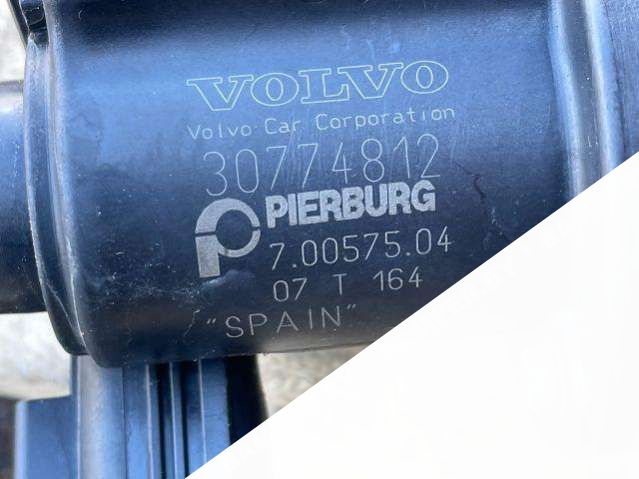 VOLVO
Volvo Car Corporation
30774812
PIERBURG
7.00575.04
07 T 164
"SPAIN"